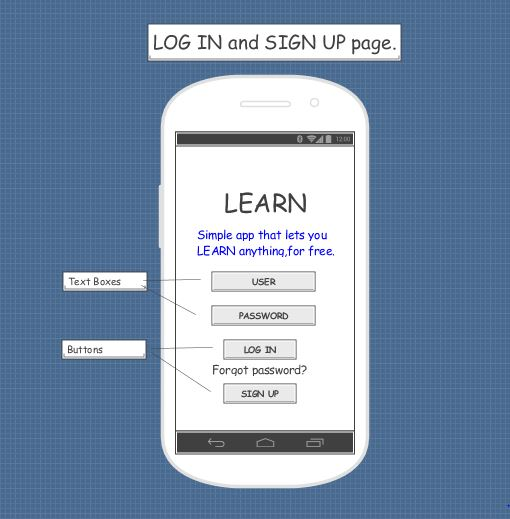 LOG IN and SIGN UP page.
12:00
LEARN
Simple app that lets you
LEARN anything,for free.
Text Boxes
USER
PASSWORD
Buttons
LOG IN
Forgot password?
SIGN UP